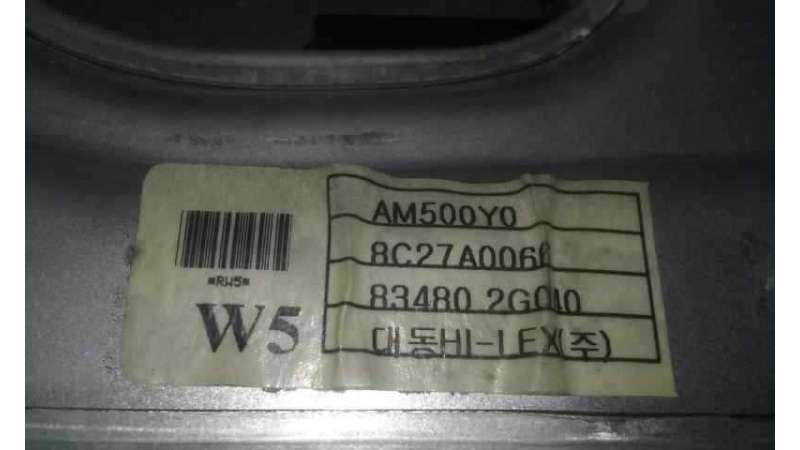 *RW5*
W5
AM500Y0
8C27A0066
83480 2G010
대동HI-LEX(주)